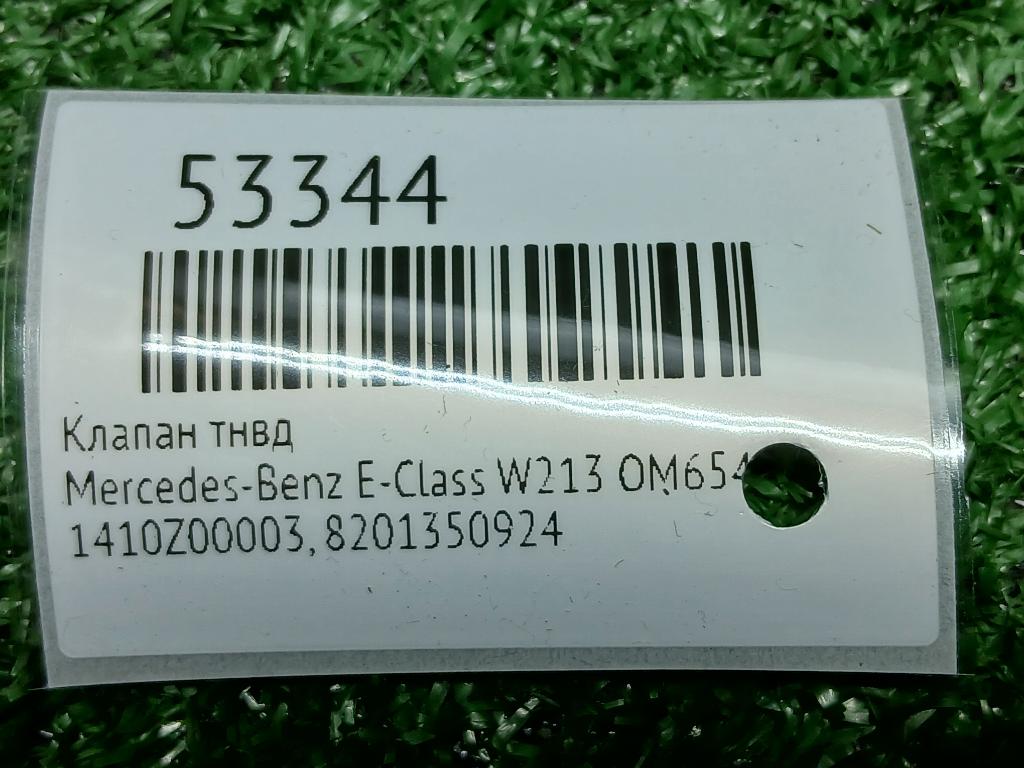 53344
Клапан тнвд
Mercedes-Benz E-Class W213 OM654
1410Z00003, 8201350924